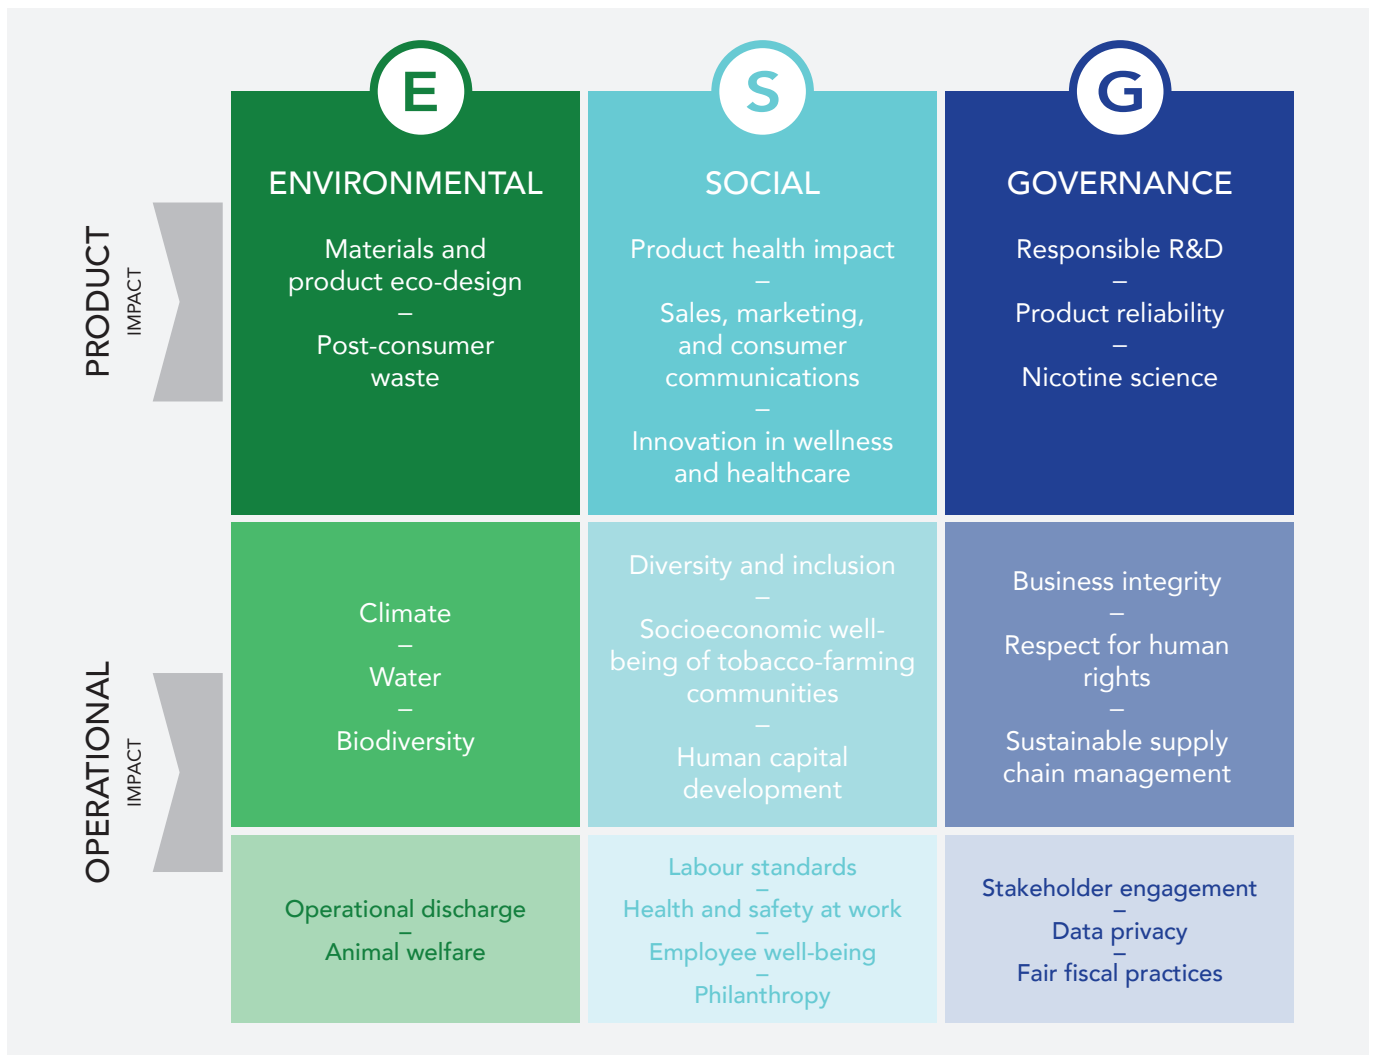 E
S
G
ENVIRONMENTAL
SOCIAL
GOVERNANCE
PRODUCT
IMPACT
Materials and
product eco-design
–
Post-consumer
waste
Product health impact
–
Sales, marketing,
and consumer
communications
–
Innovation in wellness
and healthcare
Responsible R&D
–
Product reliability
–
Nicotine science
OPERATIONAL
IMPACT
Climate
–
Water
–
Biodiversity
Diversity and inclusion
–
Socioeconomic well-
being of tobacco-farming
communities
–
Human capital
development
Business integrity
–
Respect for human
rights
–
Sustainable supply
chain management
Operational discharge
–
Animal welfare
Labour standards
–
Health and safety at work
–
Employee well-being
–
Philanthropy
Stakeholder engagement
–
Data privacy
–
Fair fiscal practices